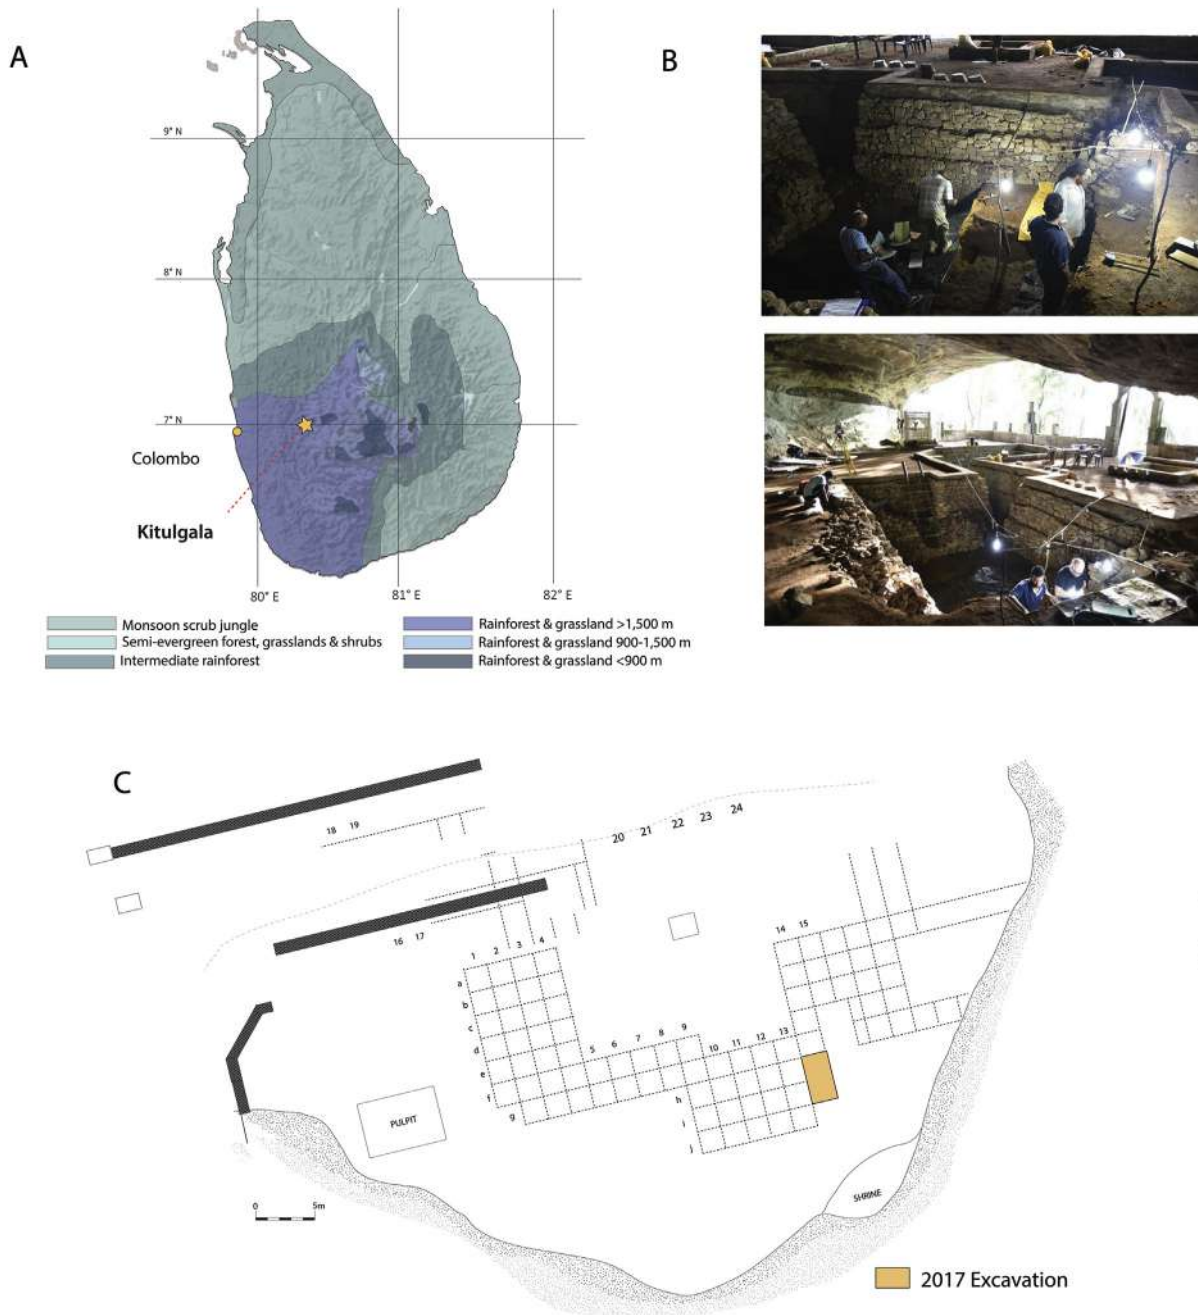 A
B
9° N
8° N
7° N
Colombo
Kitulgala
80° E
81° E
82° E
Monsoon scrub jungle
Semi-evergreen forest, grasslands & shrubs
Intermediate rainforest
Rainforest & grassland >1,500 m
Rainforest & grassland 900-1,500 m
Rainforest & grassland <900 m
C
18 19
20 21 22 23 24
16 17
1 2 3 4
14 15
a
b
c
d
e
f
g
5 6 7 8 9
10 11 12 13
h
i
j
PULPIT
SHRINE
0 5m
2017 Excavation